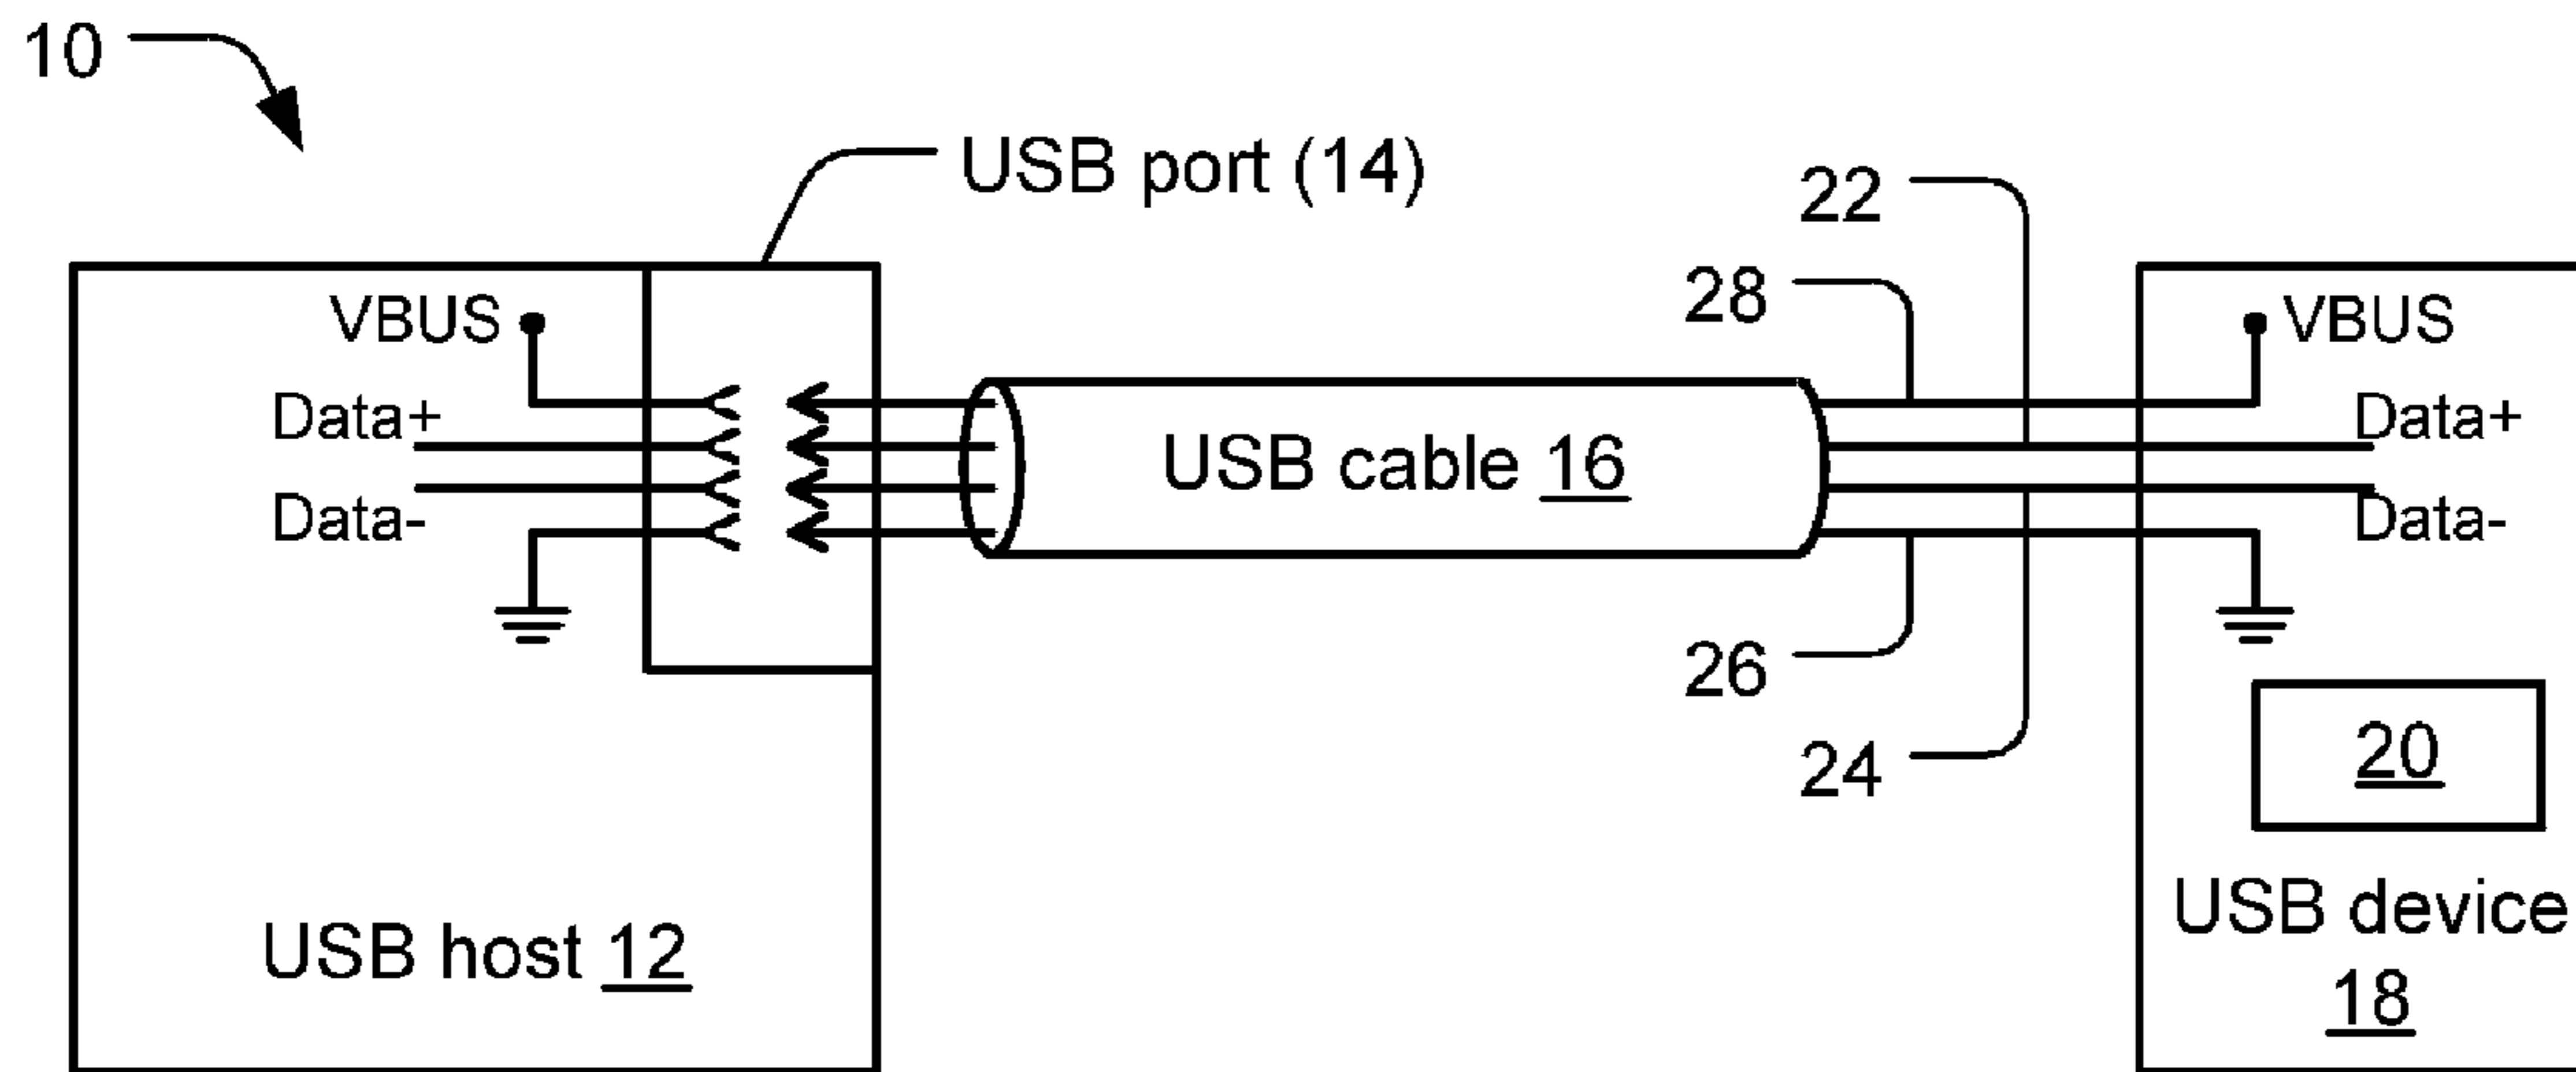 10
USB port (14)
22
28
VBUS
VBUS
Data+
Data+
USB cable 16
Data-
Data-
26
24
20
USB device
18
USB host 12